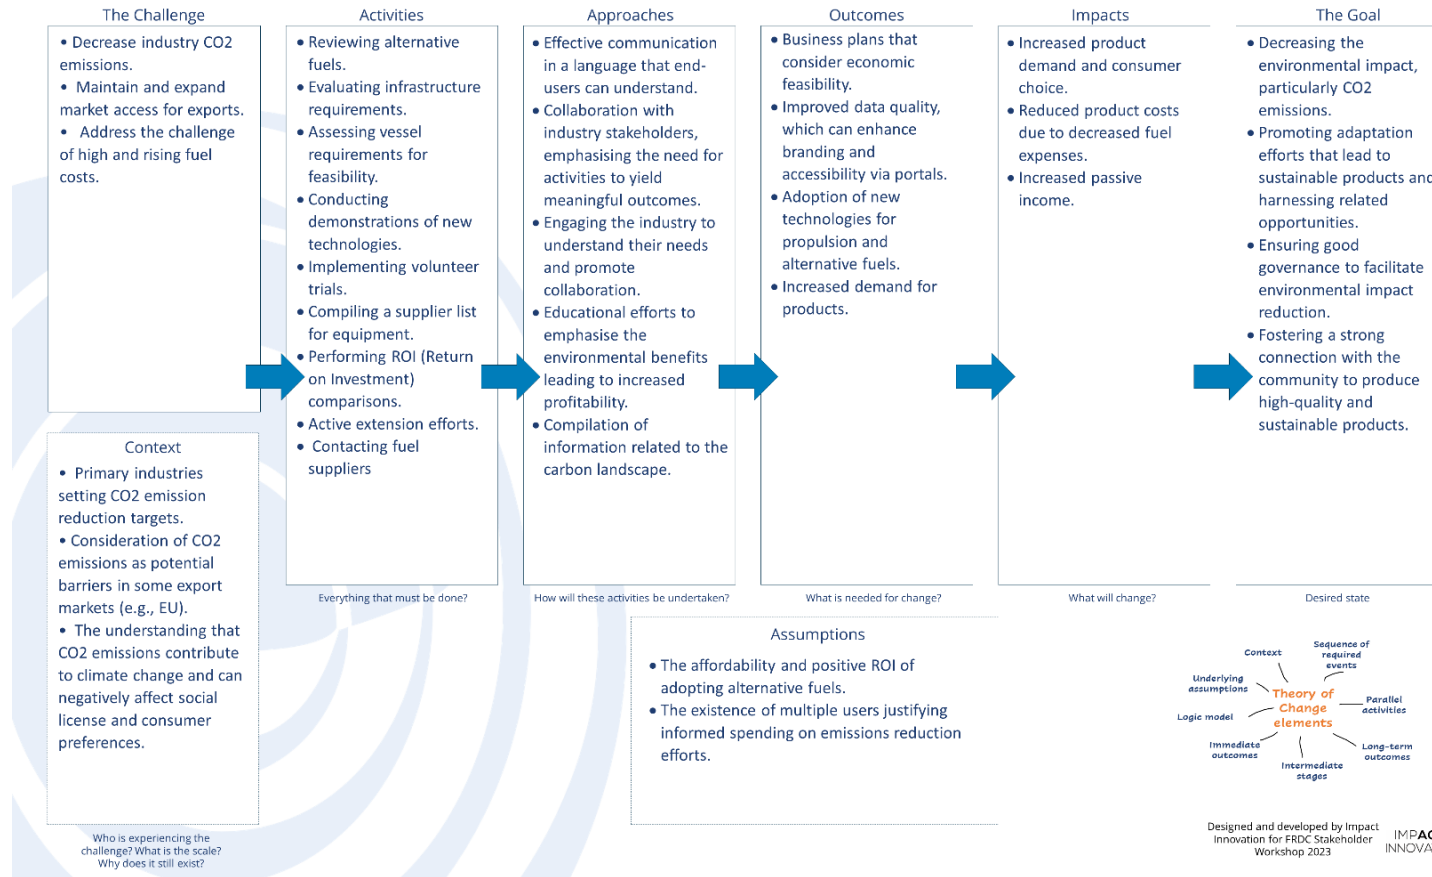 The Challenge
• Decrease industry CO2
emissions.
• Maintain and expand
market access for exports.
• Address the challenge
of high and rising fuel
costs.
Context
• Primary industries
setting CO2 emission
reduction targets.
• Consideration of CO2
emissions as potential
barriers in some export
markets (e.g., EU).
• The understanding that
CO2 emissions contribute
to climate change and can
negatively affect social
license and consumer
preferences.
Who is experiencing the
challenge? What is the scale?
Why does it still exist?
Activities
• Reviewing alternative
fuels.
• Evaluating infrastructure
requirements.
• Assessing vessel
requirements for
feasibility.
• Conducting
demonstrations of new
technologies.
• Implementing volunteer
trials.
• Compiling a supplier list
for equipment.
• Performing ROI (Return
on Investment)
comparisons.
• Active extension efforts.
• Contacting fuel
suppliers
Everything that must be done?
Approaches
• Effective communication
in a language that end-
users can understand.
• Collaboration with
industry stakeholders,
emphasising the need for
activities to yield
meaningful outcomes.
• Engaging the industry to
understand their needs
and promote
collaboration.
• Educational efforts to
emphasise the
environmental benefits
leading to increased
profitability.
• Compilation of
information related to the
carbon landscape.
How will these activities be undertaken?
Outcomes
• Business plans that
consider economic
feasibility.
• Improved data quality,
which can enhance
branding and
accessibility via portals.
• Adoption of new
technologies for
propulsion and
alternative fuels.
• Increased demand for
products.
What is needed for change?
Impacts
• Increased product
demand and consumer
choice.
• Reduced product costs
due to decreased fuel
expenses.
• Increased passive
income.
What will change?
The Goal
• Decreasing the
environmental impact,
particularly CO2
emissions.
• Promoting adaptation
efforts that lead to
sustainable products and
harnessing related
opportunities.
• Ensuring good
governance to facilitate
environmental impact
reduction.
• Fostering a strong
connection with the
community to produce
high-quality and
sustainable products.
Desired state
Assumptions
• The affordability and positive ROI of
adopting alternative fuels.
• The existence of multiple users justifying
informed spending on emissions reduction
efforts.
Theory of
Change
elements
Context
Sequence of
required
events
Underlying
assumptions
Parallel
activities
Logic model
Immediate
outcomes
Intermediate
stages
Long-term
outcomes
Designed and developed by Impact
Innovation for FRDC Stakeholder
Workshop 2023
IMPA
INNOVA